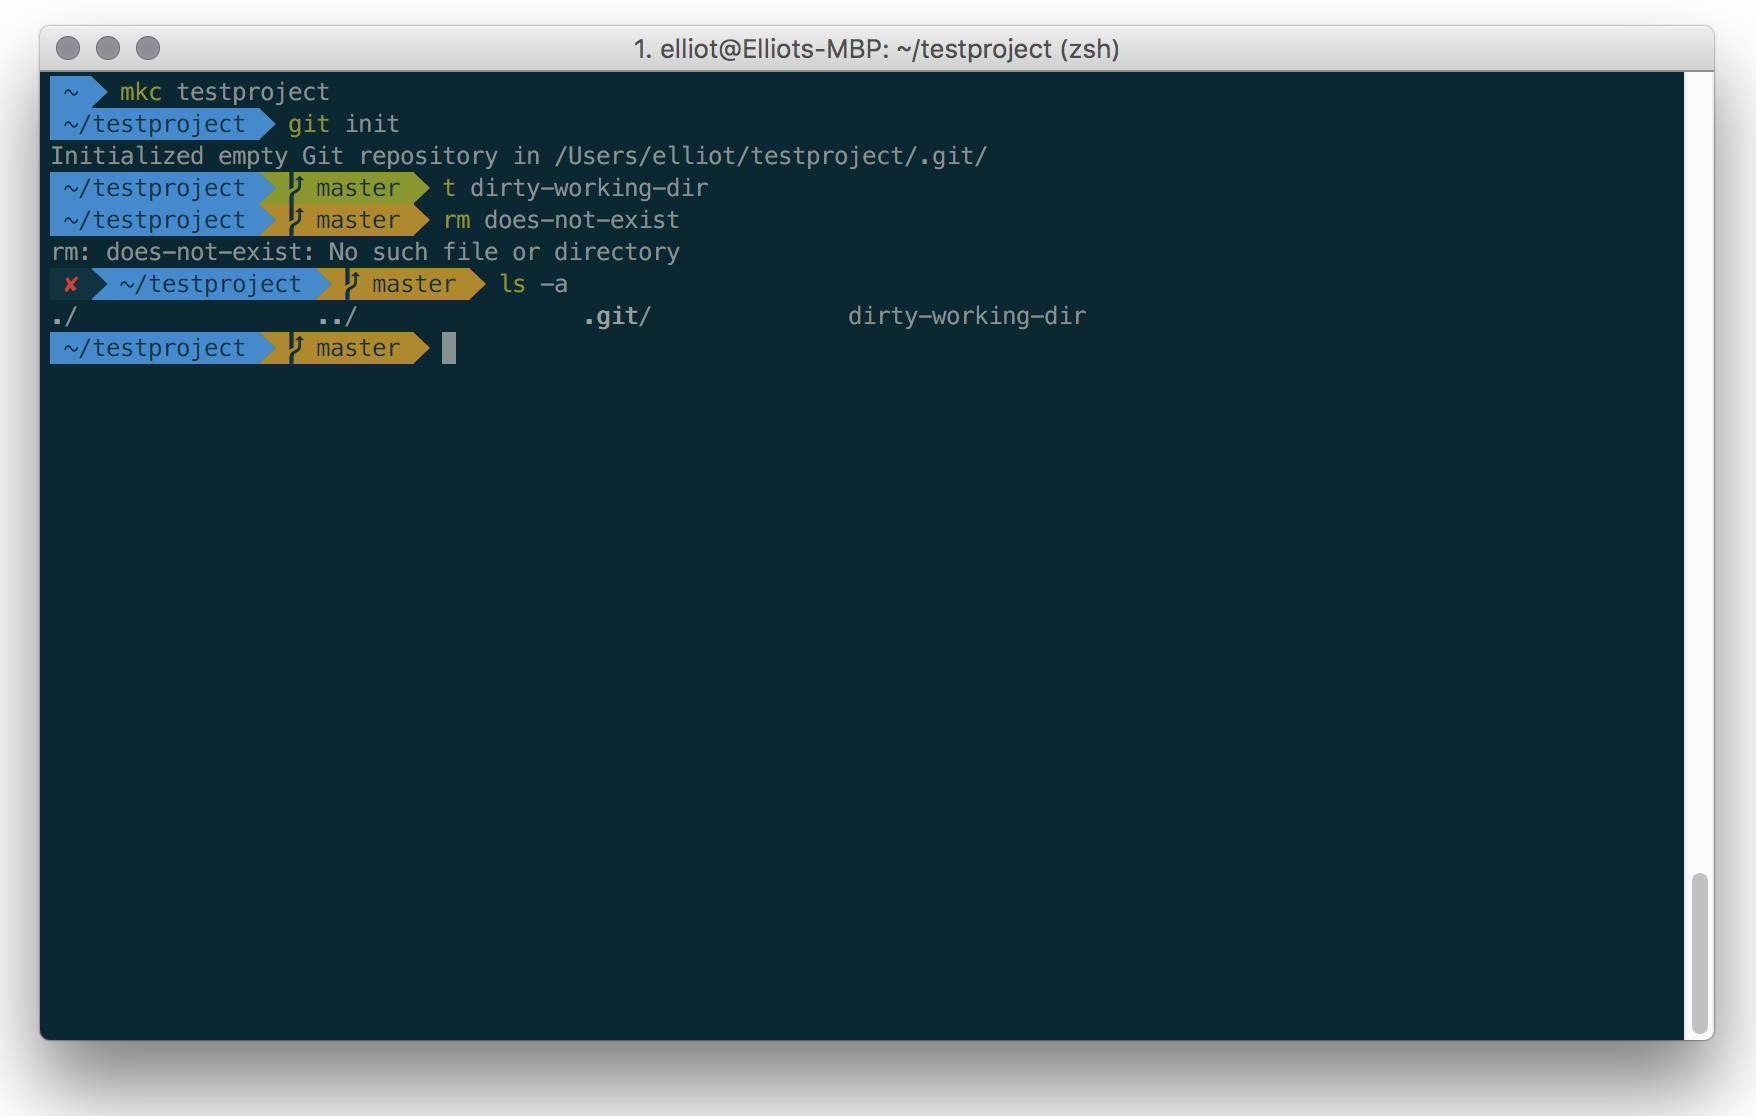 1. elliot@Elliots-MBP: ~/testproject (zsh)
~ mkc testproject
~/testproject git init
Initialized empty Git repository in /Users/elliot/testproject/.git/
~/testproject master t dirty-working-dir
~/testproject master rm does-not-exist
rm: does-not-exist: No such file or directory
✘ ~/testproject master ls -a
./ ../ .git/ dirty-working-dir
~/testproject master